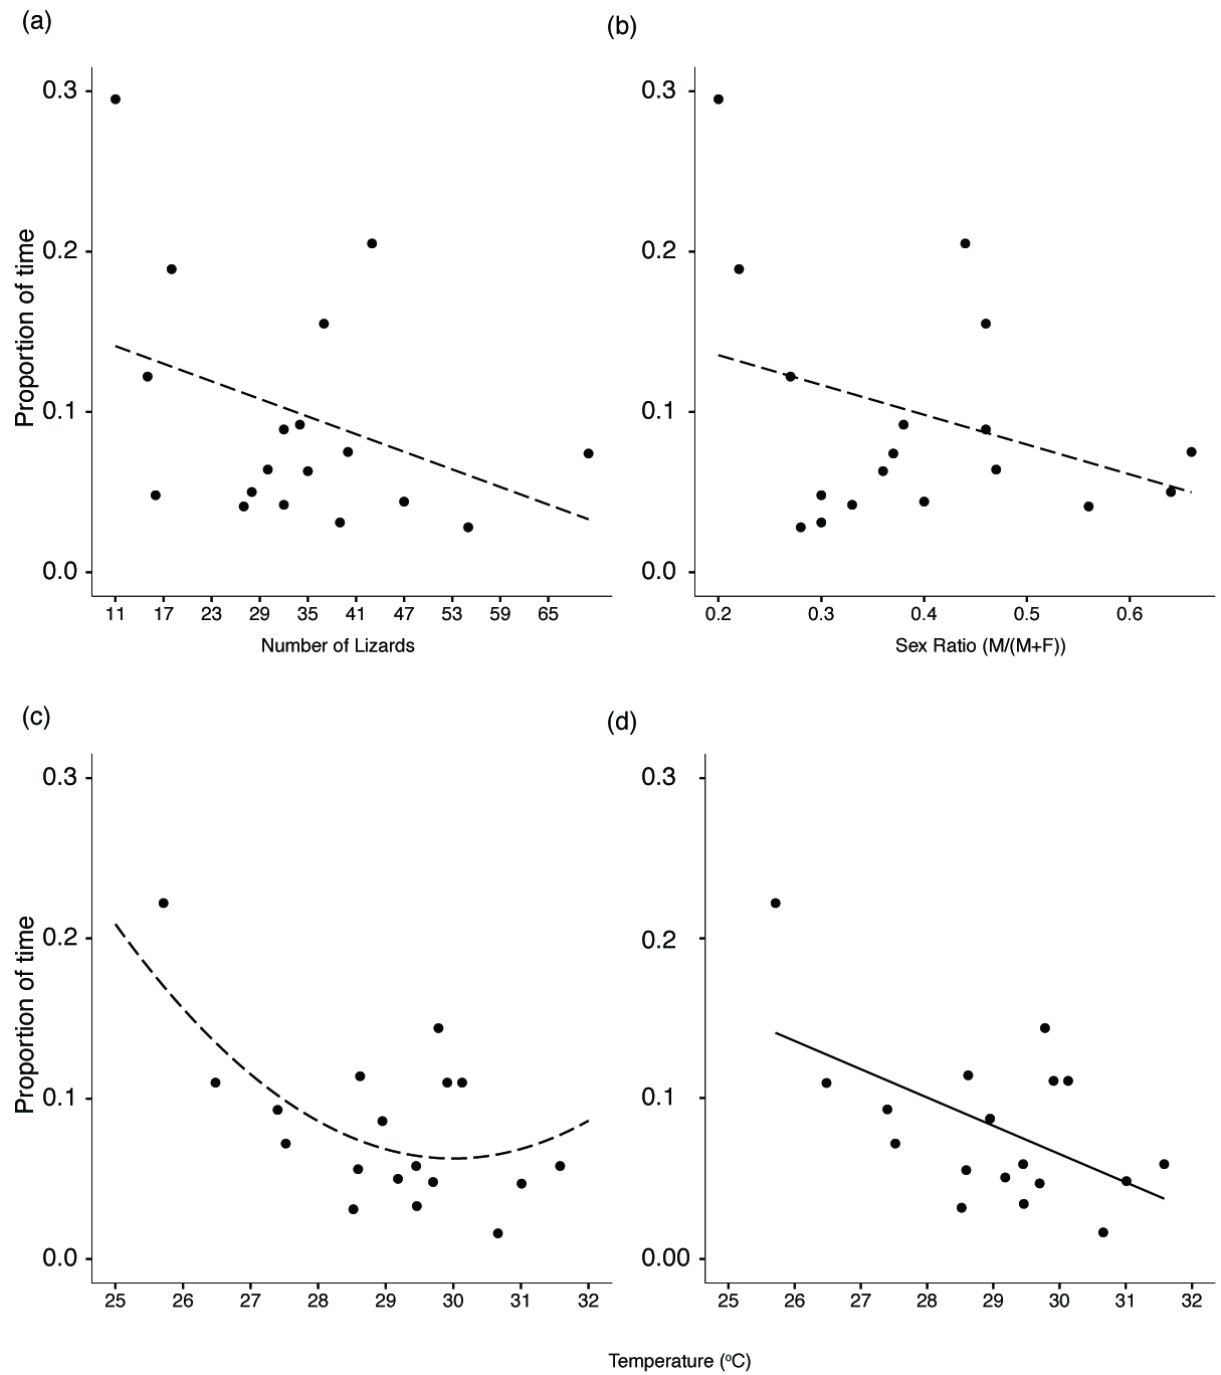 (a)
(b)
0.3
0.2
0.1
0.0
Proportion of time
11 17 23 29 35 41 47 53 59 65
Number of Lizards
0.3
0.2
0.1
0.0
0.2 0.3 0.4 0.5 0.6
Sex Ratio (M/(M+F))
(c)
(d)
0.3
0.2
0.1
0.0
Proportion of time
25 26 27 28 29 30 31 32
0.3
0.2
0.1
0.00
25 26 27 28 29 30 31 32
Temperature (ºC)